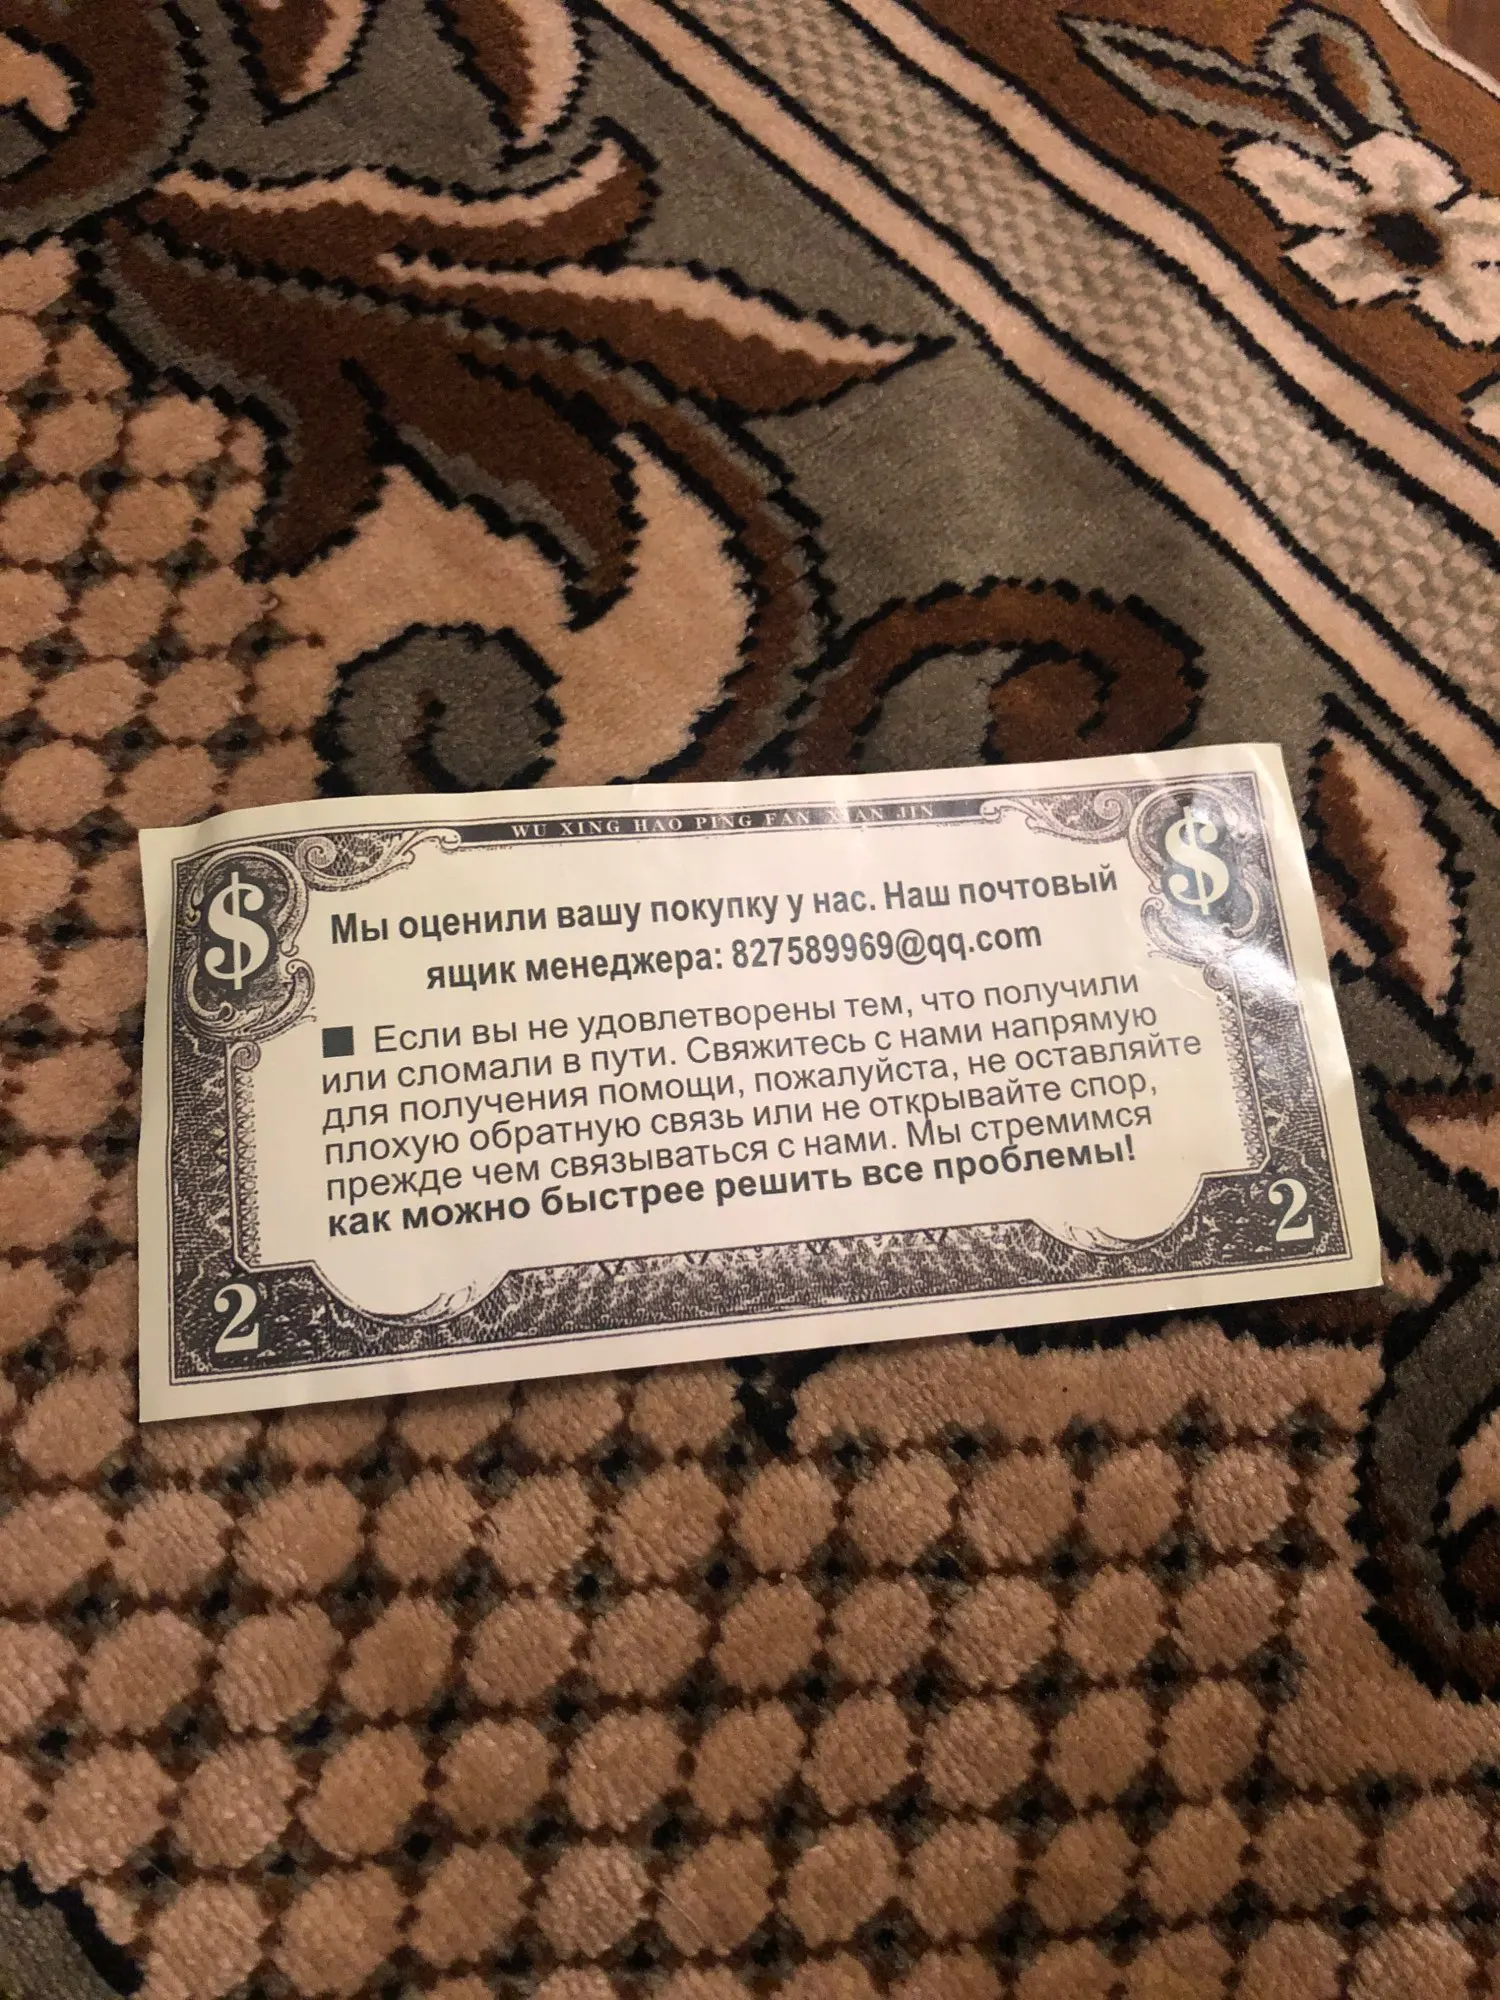 WU XING HAO PING FAN XIAN JIN
$ $
Мы оценили вашу покупку у нас. Наш почтовый
ящик менеджера: 827589969@qq.com
■ Если вы не удовлетворены тем, что получили
или сломали в пути. Свяжитесь с нами напрямую
для получения помощи, пожалуйста, не оставляйте
плохую обратную связь или не открывайте спор,
прежде чем связываться с нами. Мы стремимся
как можно быстрее решить все проблемы!
2 2